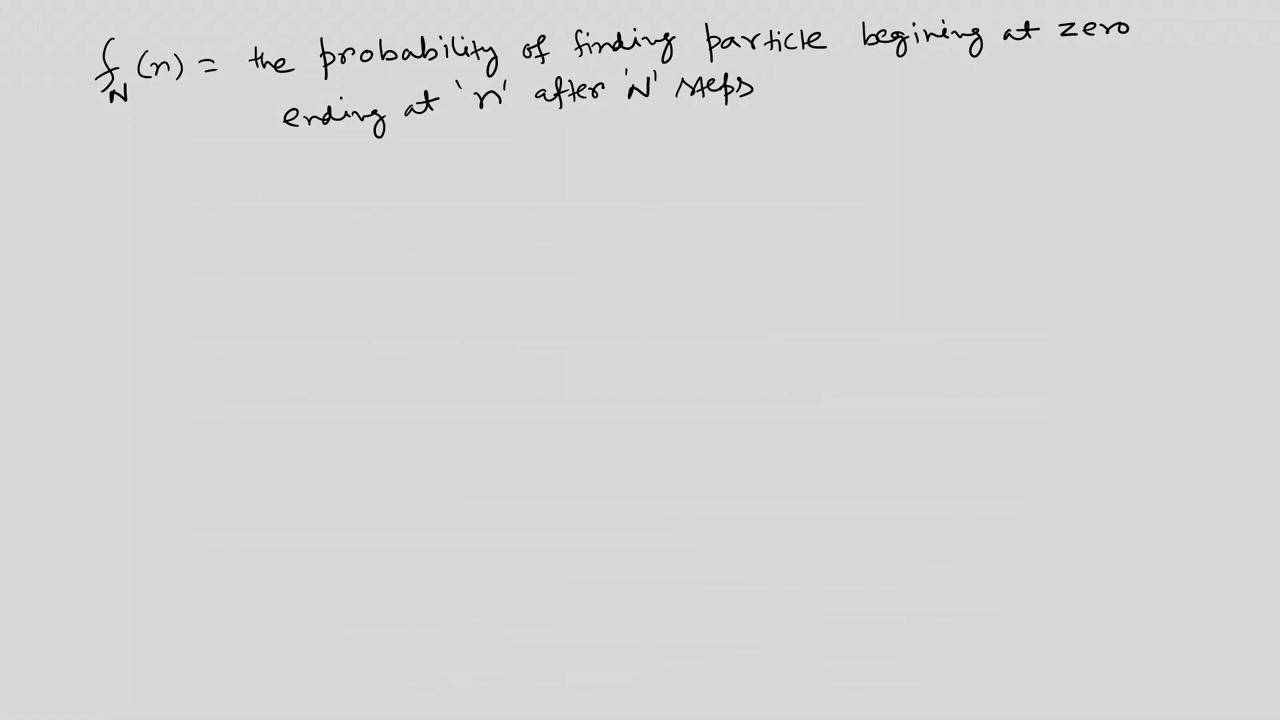 f_N (n) = the probability of finding particle begining at zero
ending at 'n' after 'N' steps